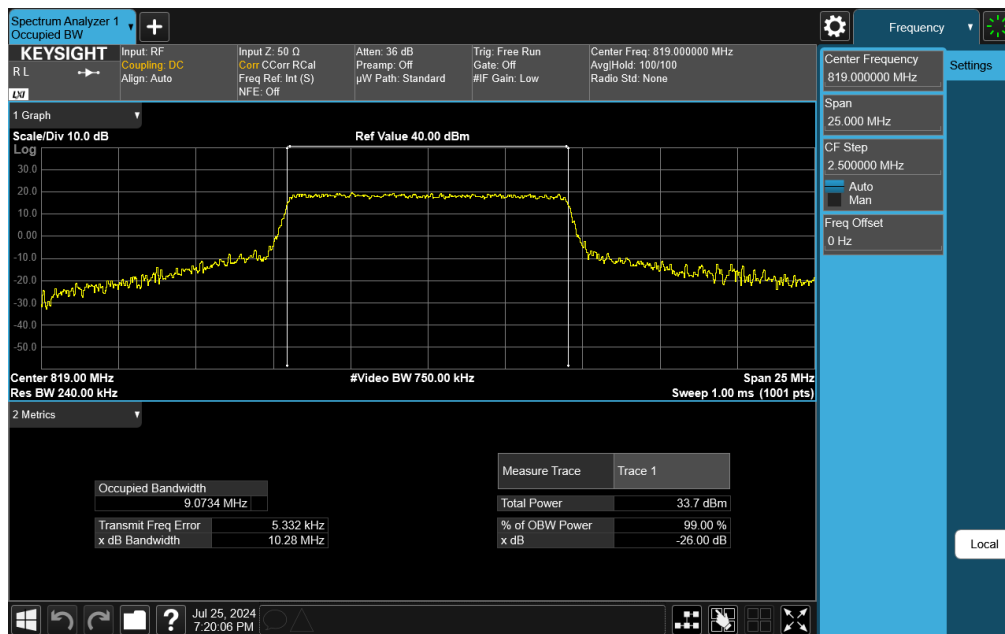 Spectrum Analyzer 1
Occupied BW
+
Frequency
KEYSIGHT
R L
LXI
Input: RF
Coupling: DC
Align: Auto
Input Z: 50 Ω
Corr CCorr RCal
Freq Ref: Int (S)
NFE: Off
Atten: 36 dB
Preamp: Off
µW Path: Standard
Trig: Free Run
Gate: Off
#IF Gain: Low
Center Freq: 819.000000 MHz
Avg|Hold: 100/100
Radio Std: None
Center Frequency
819.000000 MHz
Settings
Span
25.000 MHz
CF Step
2.500000 MHz
Auto
Man
Freq Offset
0 Hz
1 Graph
Scale/Div 10.0 dB
Ref Value 40.00 dBm
Log
30.0
20.0
10.0
0.00
-10.0
-20.0
-30.0
-40.0
-50.0
Center 819.00 MHz
#Video BW 750.00 kHz
Span 25 MHz
Res BW 240.00 kHz
Sweep 1.00 ms (1001 pts)
2 Metrics
Measure Trace Trace 1
Occupied Bandwidth
9.0734 MHz
Total Power 33.7 dBm
Transmit Freq Error 5.332 kHz
% of OBW Power 99.00 %
x dB Bandwidth 10.28 MHz
x dB -26.00 dB
Local
?
Jul 25, 2024
7:20:06 PM